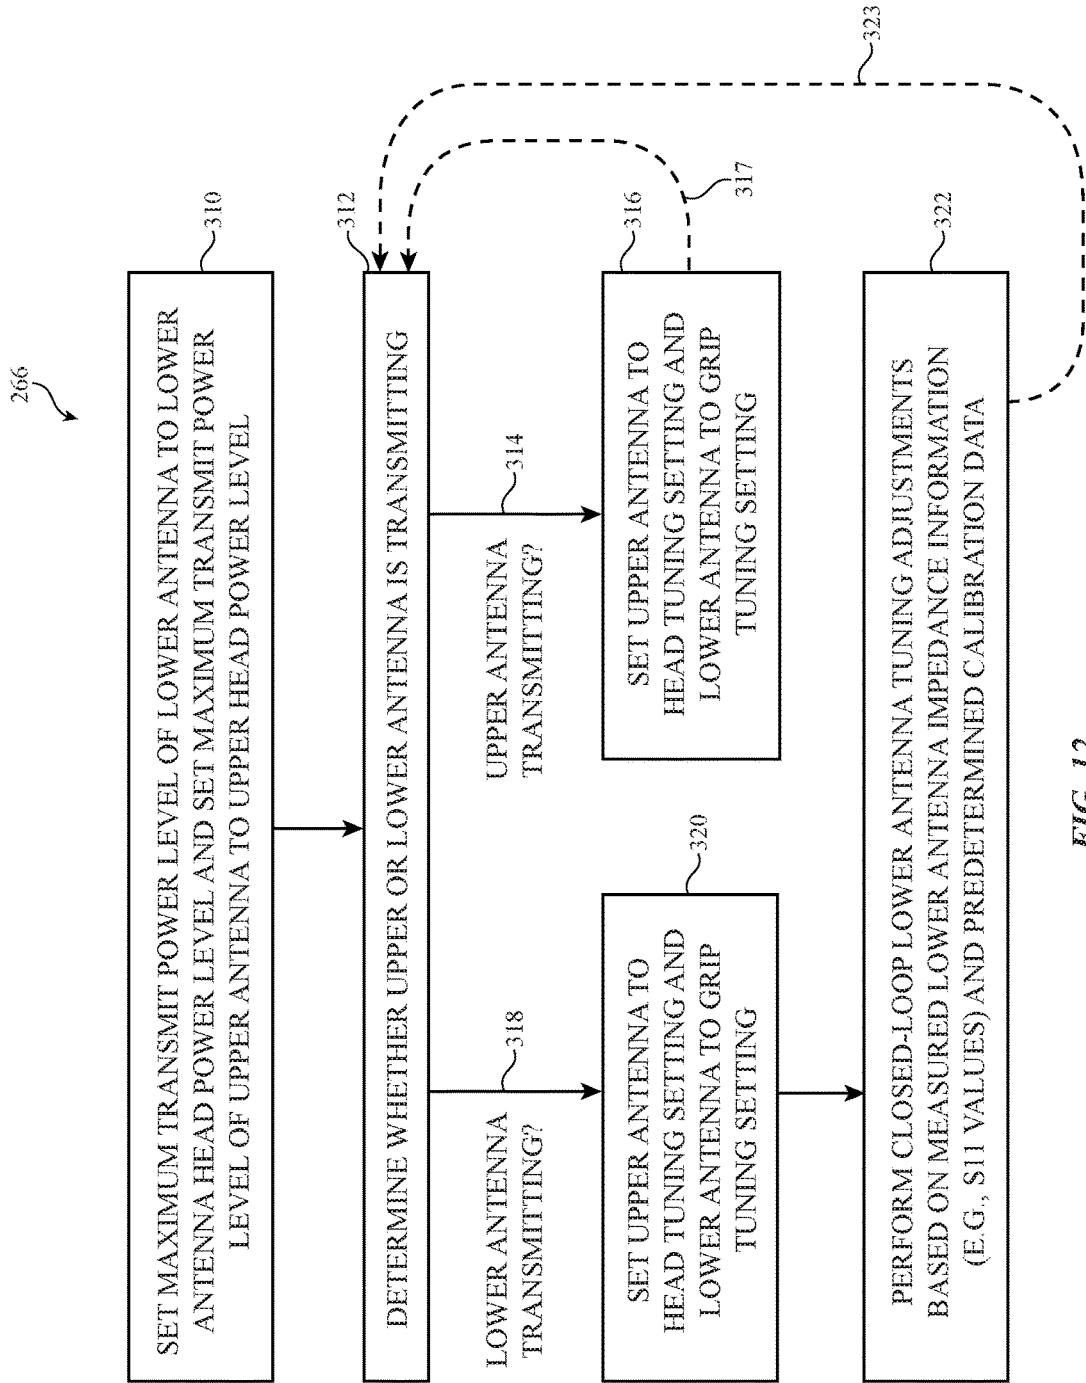 266
SET MAXIMUM TRANSMIT POWER LEVEL OF LOWER ANTENNA TO LOWER
ANTENNA HEAD POWER LEVEL AND SET MAXIMUM TRANSMIT POWER
LEVEL OF UPPER ANTENNA TO UPPER HEAD POWER LEVEL
310
DETERMINE WHETHER UPPER OR LOWER ANTENNA IS TRANSMITTING
312
LOWER ANTENNA
TRANSMITTING?
318
UPPER ANTENNA
TRANSMITTING?
314
SET UPPER ANTENNA TO
HEAD TUNING SETTING AND
LOWER ANTENNA TO GRIP
TUNING SETTING
320
SET UPPER ANTENNA TO
HEAD TUNING SETTING AND
LOWER ANTENNA TO GRIP
TUNING SETTING
316
317
323
PERFORM CLOSED-LOOP LOWER ANTENNA TUNING ADJUSTMENTS
BASED ON MEASURED LOWER ANTENNA IMPEDANCE INFORMATION
(E.G., S11 VALUES) AND PREDETERMINED CALIBRATION DATA
322
FIG. 12